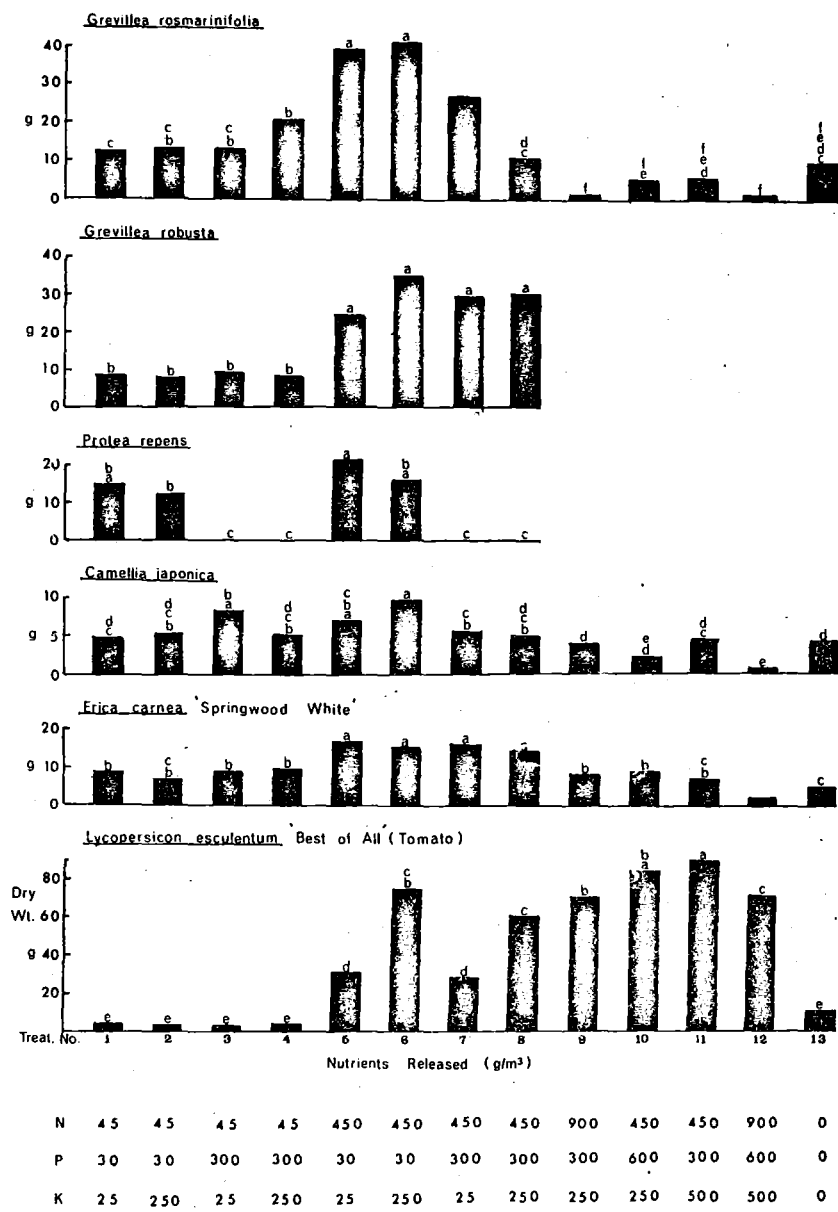 Grevillea rosmarinifolia
40
30
g 20
10
0
c
c
b
c
b
b
a
a
d
c
f
f
e
f
e
d
f
f
e
d
c
Grevillea robusta
40
30
g 20
10
0
b b b b a a a a
Protea repens
20
g 10
0
b
a
b
c
c
a
b
a
c
c
Camellia japonica
10
g 5
0
d
c
d
c
b
b
a
d
c
b
c
b
a
a
c
b
d
c
b
d
e
d
d
c
e
d
Erica carnea 'Springwood White'
20
g 10
0
b
c
b
b
b
a
a
a
b
b
c
b
c
Lycopersicon esculentum 'Best of All' (Tomato)
80
Dry
Wt. 60
g 40
20
e
e
e
e
d
c
b
d
c
b
b
a
a
c
e
Treat. No. 1 2 3 4 5 6 7 8 9 10 11 12 13
Nutrients Released (g/m³)
N 45 45 45 45 450 450 450 450 900 450 450 900 0
P 30 30 300 300 30 30 300 300 300 600 300 600 0
K 25 250 25 250 25 250 25 250 250 250 500 500 0